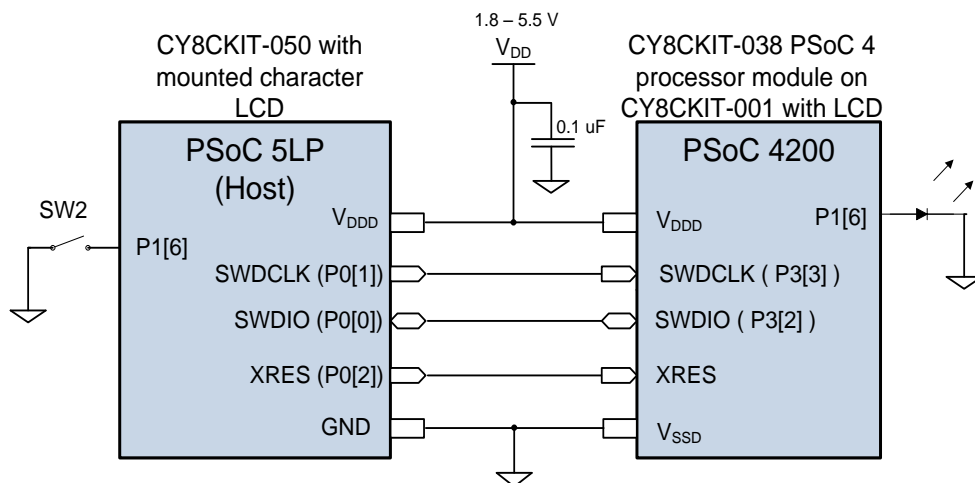 1.8 – 5.5 V
VDD
CY8CKIT-050 with
mounted character
LCD
CY8CKIT-038 PSoC 4
processor module on
CY8CKIT-001 with LCD
0.1 uF
PSoC 5LP
(Host)
PSoC 4200
SW2
P1[6]
VDDD
VDDD
P1[6]
SWDCLK (P0[1])
SWDCLK ( P3[3] )
SWDIO (P0[0])
SWDIO ( P3[2] )
XRES (P0[2])
XRES
GND
VSSD